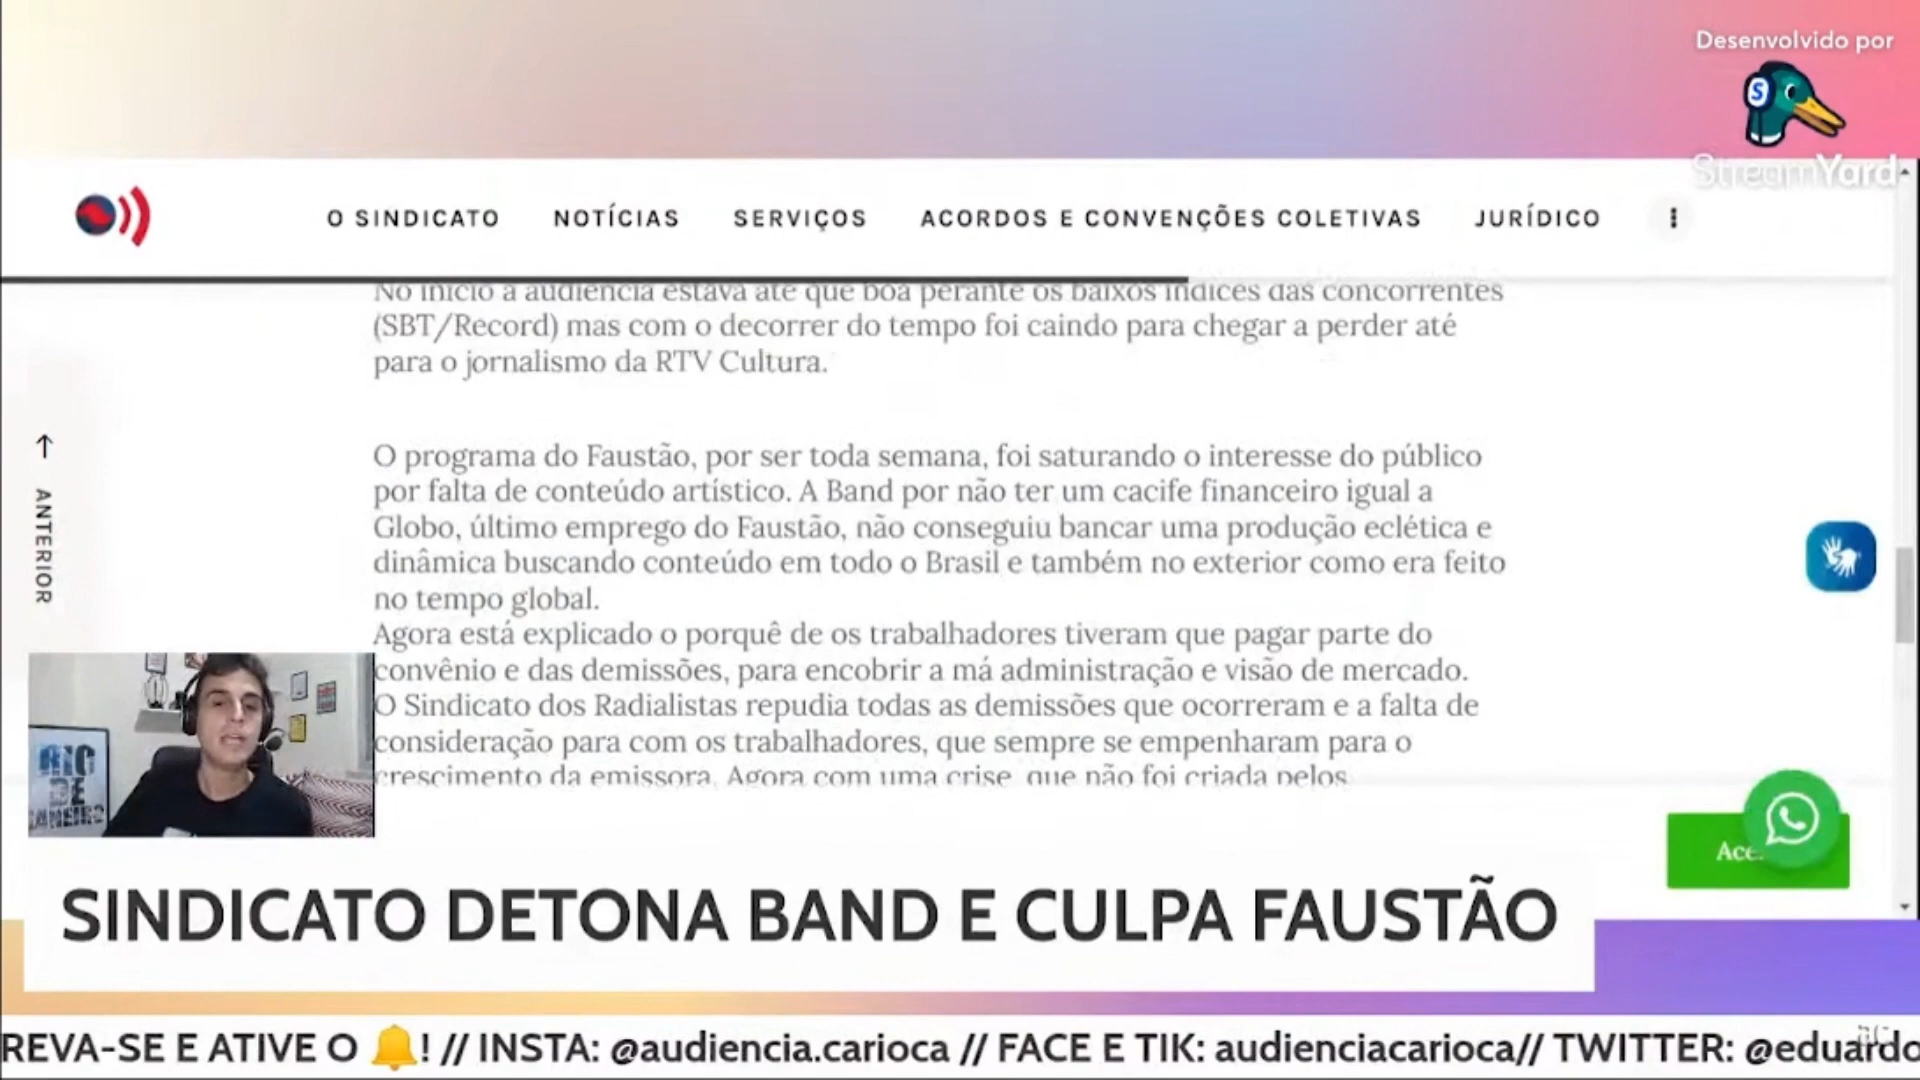 Desenvolvido por
StreamYard
O SINDICATO NOTÍCIAS SERVIÇOS ACORDOS E CONVENÇÕES COLETIVAS JURÍDICO
No início a audiência estava até que boa perante os baixos índices das concorrentes
(SBT/Record) mas com o decorrer do tempo foi caindo para chegar a perder até
para o jornalismo da RTV Cultura.
O programa do Faustão, por ser toda semana, foi saturando o interesse do público
por falta de conteúdo artístico. A Band por não ter um cacife financeiro igual a
Globo, último emprego do Faustão, não conseguiu bancar uma produção eclética e
dinâmica buscando conteúdo em todo o Brasil e também no exterior como era feito
no tempo global.
Agora está explicado o porquê de os trabalhadores tiveram que pagar parte do
convênio e das demissões, para encobrir a má administração e visão de mercado.
O Sindicato dos Radialistas repudia todas as demissões que ocorreram e a falta de
consideração para com os trabalhadores, que sempre se empenharam para o
crescimento da emissora. Agora com uma crise, que não foi criada pelos
ANTERIOR
RIO
DE
JANEIRO
SINDICATO DETONA BAND E CULPA FAUSTÃO
REVA-SE E ATIVE O 🔔! // INSTA: @audiencia.carioca // FACE E TIK: audienciacarioca// TWITTER: @eduardo